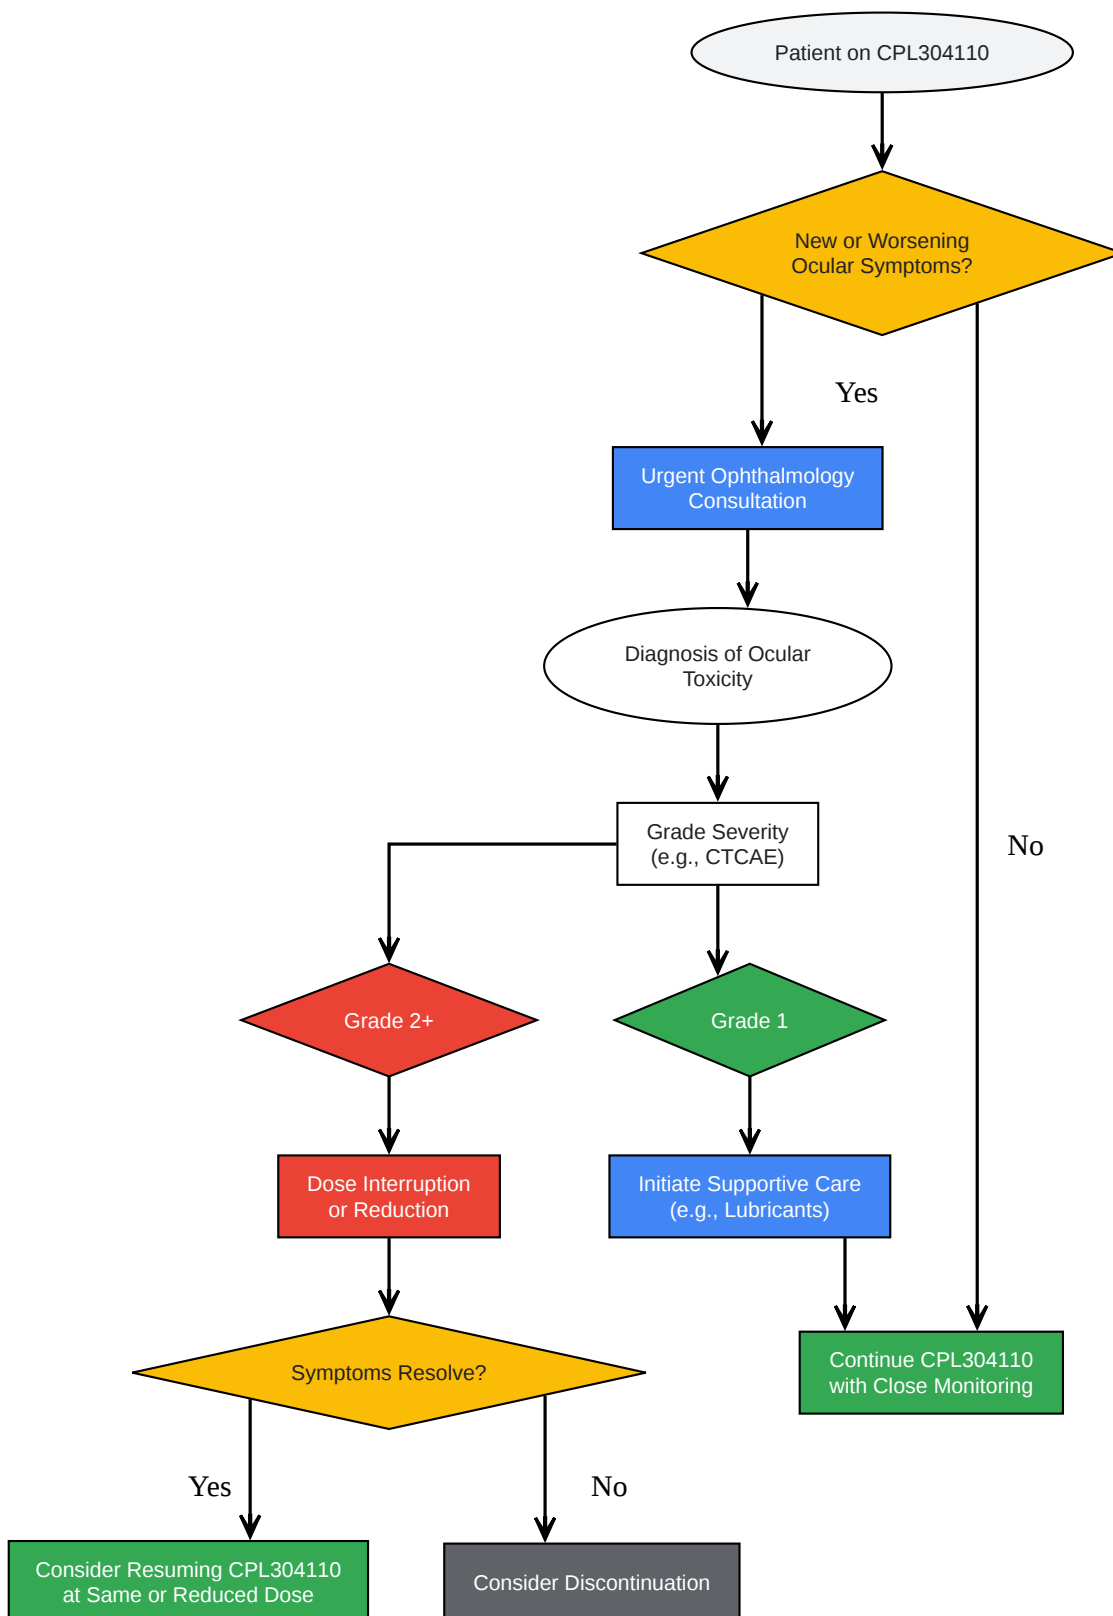 Patient on CPL304110
New or Worsening
Ocular Symptoms?
Yes
Urgent Ophthalmology
Consultation
Diagnosis of Ocular
Toxicity
Grade Severity
(e.g., CTCAE)
No
Grade 2+
Grade 1
Dose Interruption
or Reduction
Initiate Supportive Care
(e.g., Lubricants)
Symptoms Resolve?
Continue CPL304110
with Close Monitoring
Yes
No
Consider Resuming CPL304110
at Same or Reduced Dose
Consider Discontinuation